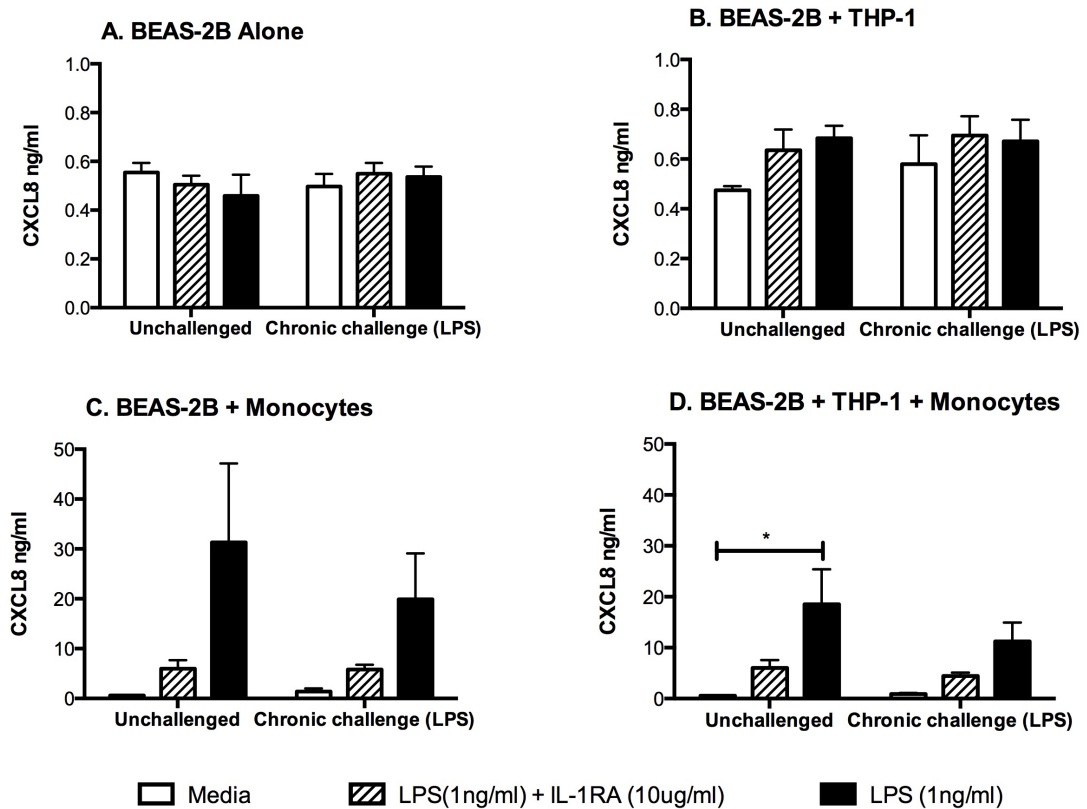 A. BEAS-2B Alone
CXCL8 ng/ml
1.0
0.8
0.6
0.4
0.2
0.0
Unchallenged
Chronic challenge (LPS)
B. BEAS-2B + THP-1
CXCL8 ng/ml
1.0
0.8
0.6
0.4
0.2
0.0
Unchallenged
Chronic challenge (LPS)
C. BEAS-2B + Monocytes
CXCL8 ng/ml
50
40
30
20
10
0
Unchallenged
Chronic challenge (LPS)
D. BEAS-2B + THP-1 + Monocytes
CXCL8 ng/ml
50
40
30
20
10
0
*
Unchallenged
Chronic challenge (LPS)
Media
LPS(1ng/ml) + IL-1RA (10ug/ml)
LPS (1ng/ml)